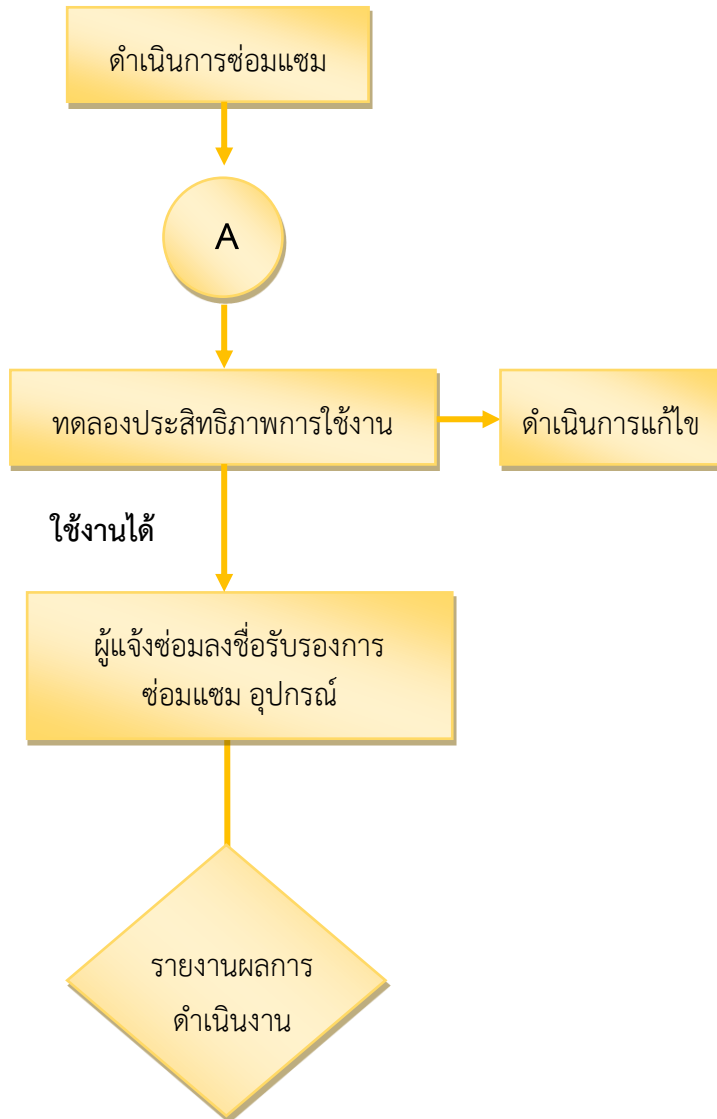 ดำเนินการซ่อมแซม
A
ทดลองประสิทธิภาพการใช้งาน
ดำเนินการแก้ไข
ใช้งานได้
ผู้แจ้งซ่อมลงชื่อรับรองการ
ซ่อมแซม อุปกรณ์
รายงานผลการ
ดำเนินงาน